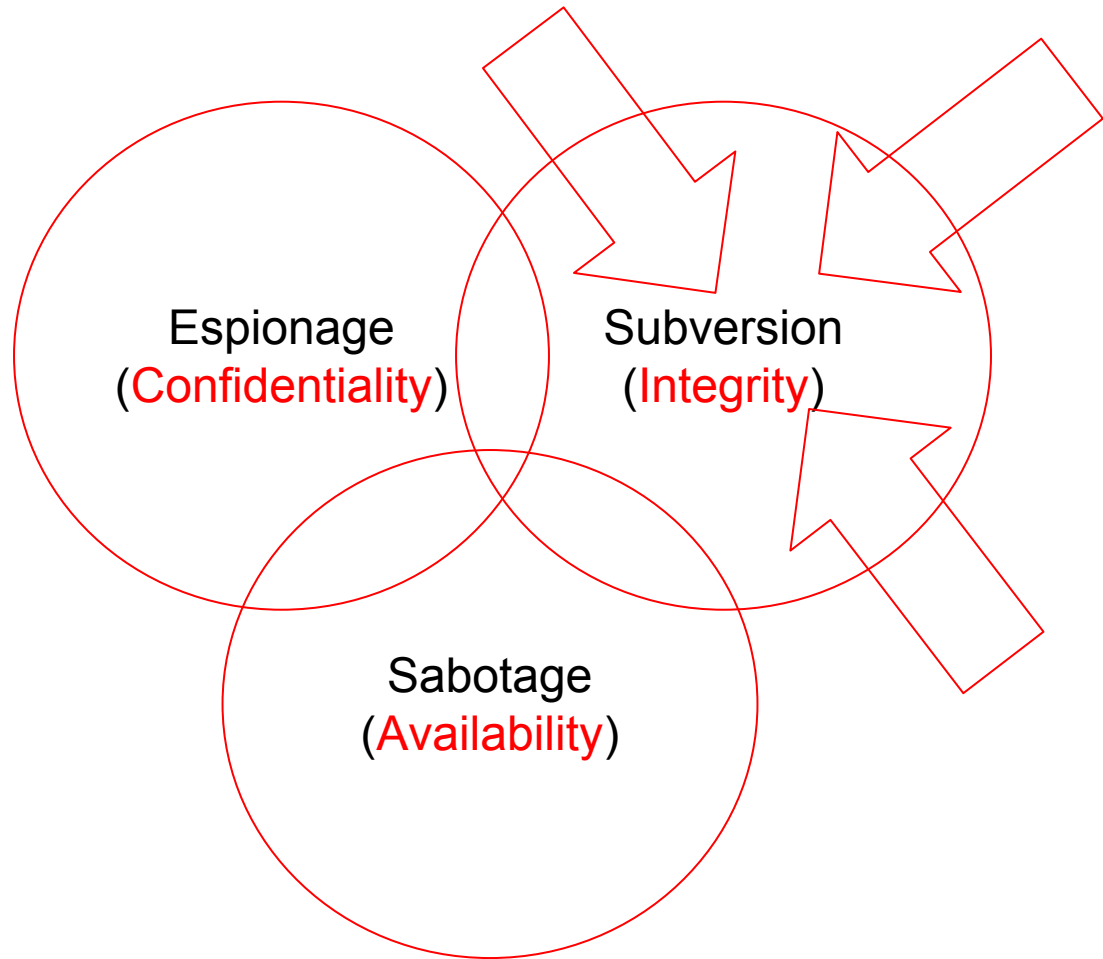 Espionage
(Confidentiality)
Subversion
(Integrity)
Sabotage
(Availability)